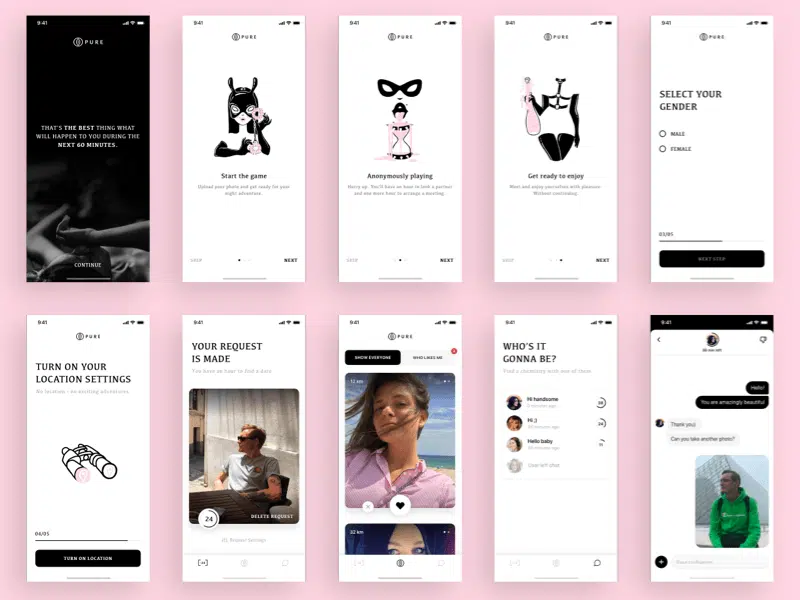 9:41
PURE
THAT'S THE BEST THING WHAT
WILL HAPPEN TO YOU DURING THE
NEXT 60 MINUTES.
CONTINUE
9:41
PURE
Start the game
Upload your photo and get ready for your
night adventure.
SKIP
NEXT
9:41
PURE
Anonymously playing
Hurry up. You'll have an hour to look a partner
and one more hour to arrange a meeting.
NEXT
9:41
PURE
Get ready to enjoy
Meet and enjoy yourselves with pleasure.
Without continuing.
SKIP
NEXT
9:41
PURE
SELECT YOUR
GENDER
MALE
FEMALE
03/05
NEXT STEP
9:41
PURE
TURN ON YOUR
LOCATION SETTINGS
No location – no exciting adventures
04/05
TURN ON LOCATION
9:41
YOUR REQUEST
IS MADE
You have an hour to find a date
24
DELETE REQUEST
Request Settings
9:41
PURE
SHOW EVERYONE
WHO LIKES ME
12 km
32 km
9:41
WHO'S IT
GONNA BE?
Find a chemistry with one of them
Hi handsome
Hi ;)
Hello baby
User left chat
9:41
Hello!
You are amazingly beautiful
Thank you)
Can you take another photo?